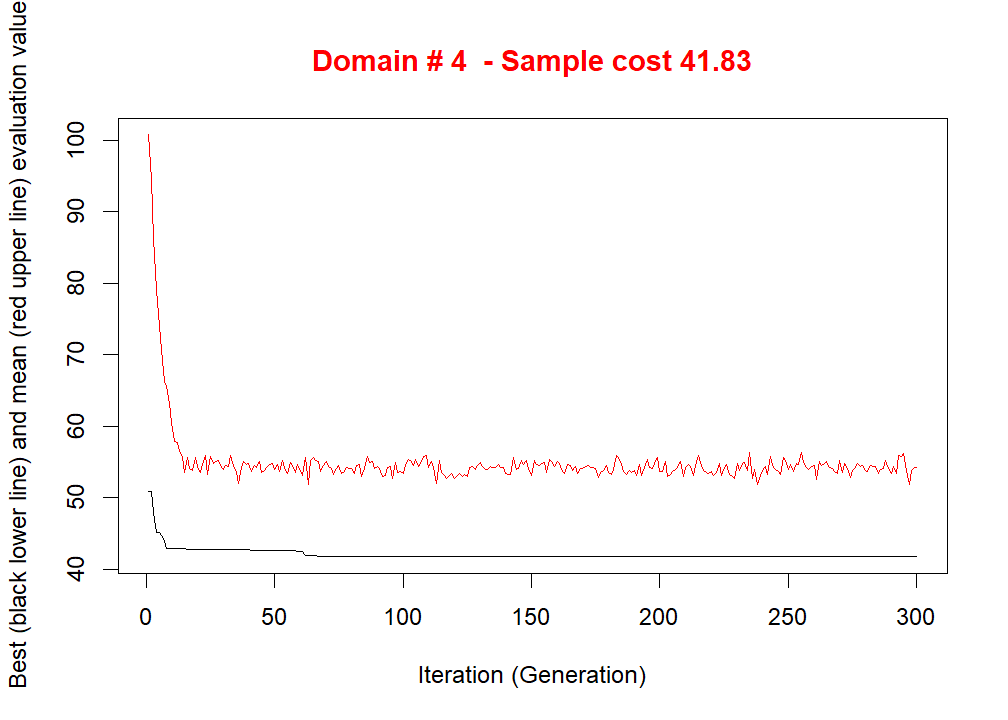 Domain # 4  - Sample cost 41.83
Best (black lower line) and mean (red upper line) evaluation value
100
90
80
70
60
50
40
0 50 100 150 200 250 300
Iteration (Generation)